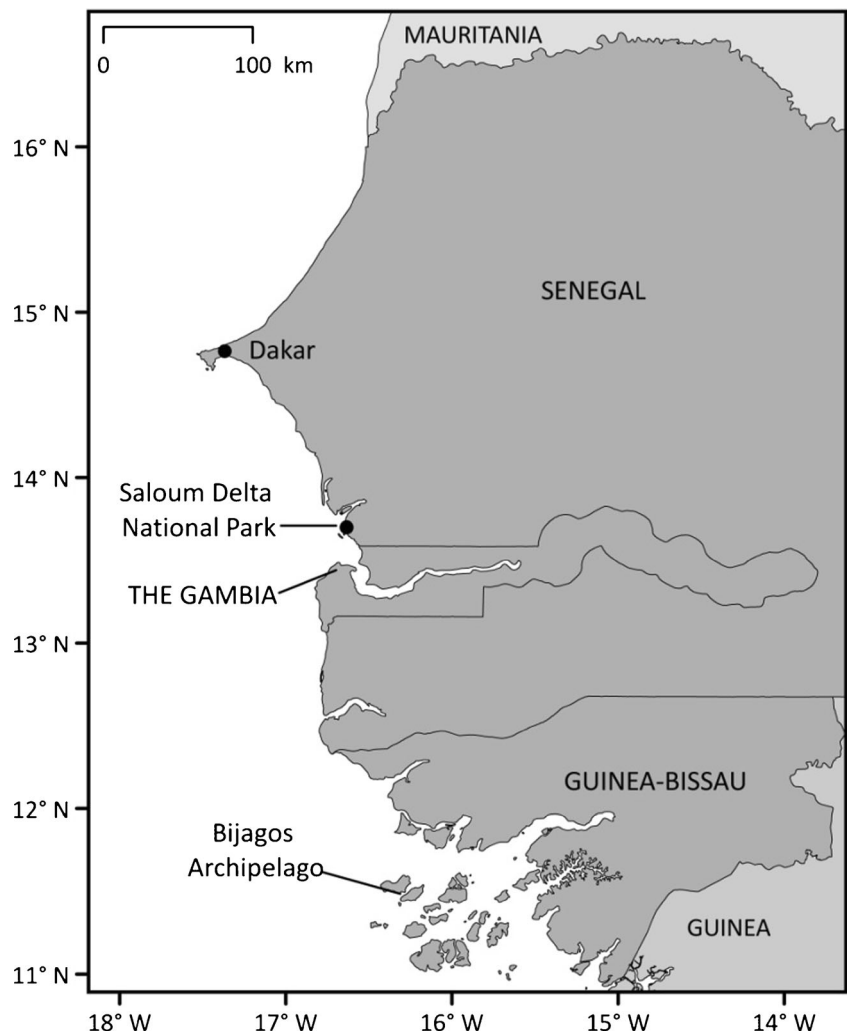 MAURITANIA
0 100 km
16° N
SENEGAL
15° N
Dakar
14° N
Saloum Delta
National Park
THE GAMBIA
13° N
GUINEA-BISSAU
12° N
Bijagos
Archipelago
GUINEA
11° N
18° W 17° W 16° W 15° W 14° W